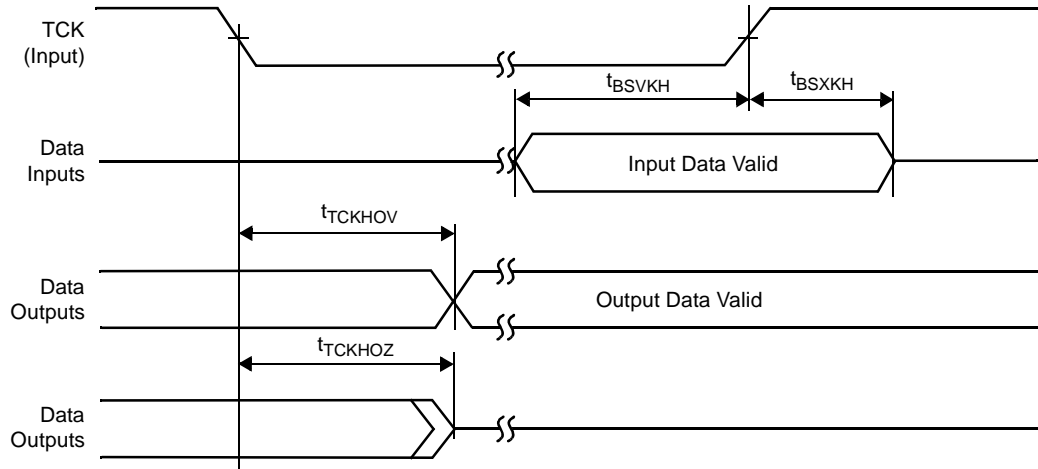 TCK
(Input)
tBSVKH
tBSXKH
Data
Inputs
Input Data Valid
tTCKHOV
Data
Outputs
Output Data Valid
tTCKHOZ
Data
Outputs